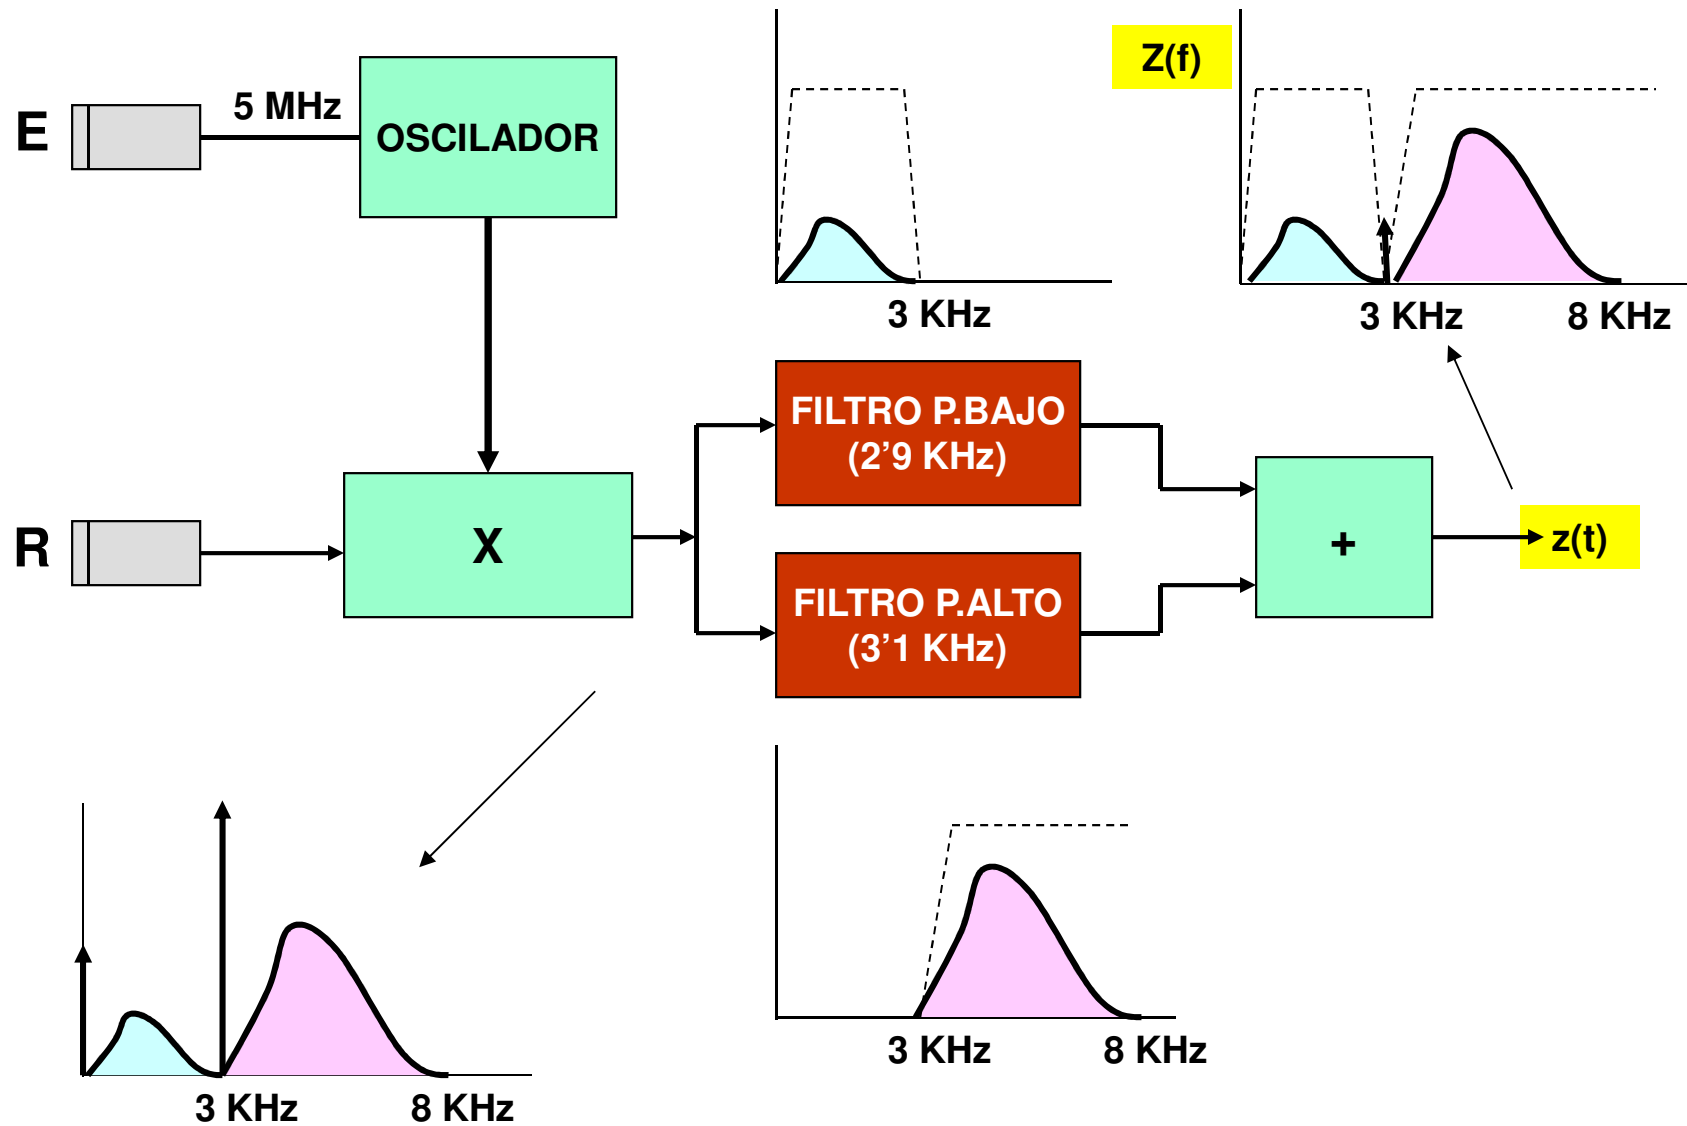 Z(f)
E
5 MHz
OSCILADOR
3 KHz
3 KHz
8 KHz
FILTRO P.BAJO
(2’9 KHz)
R
X
+
z(t)
FILTRO P.ALTO
(3’1 KHz)
3 KHz
8 KHz
3 KHz
8 KHz